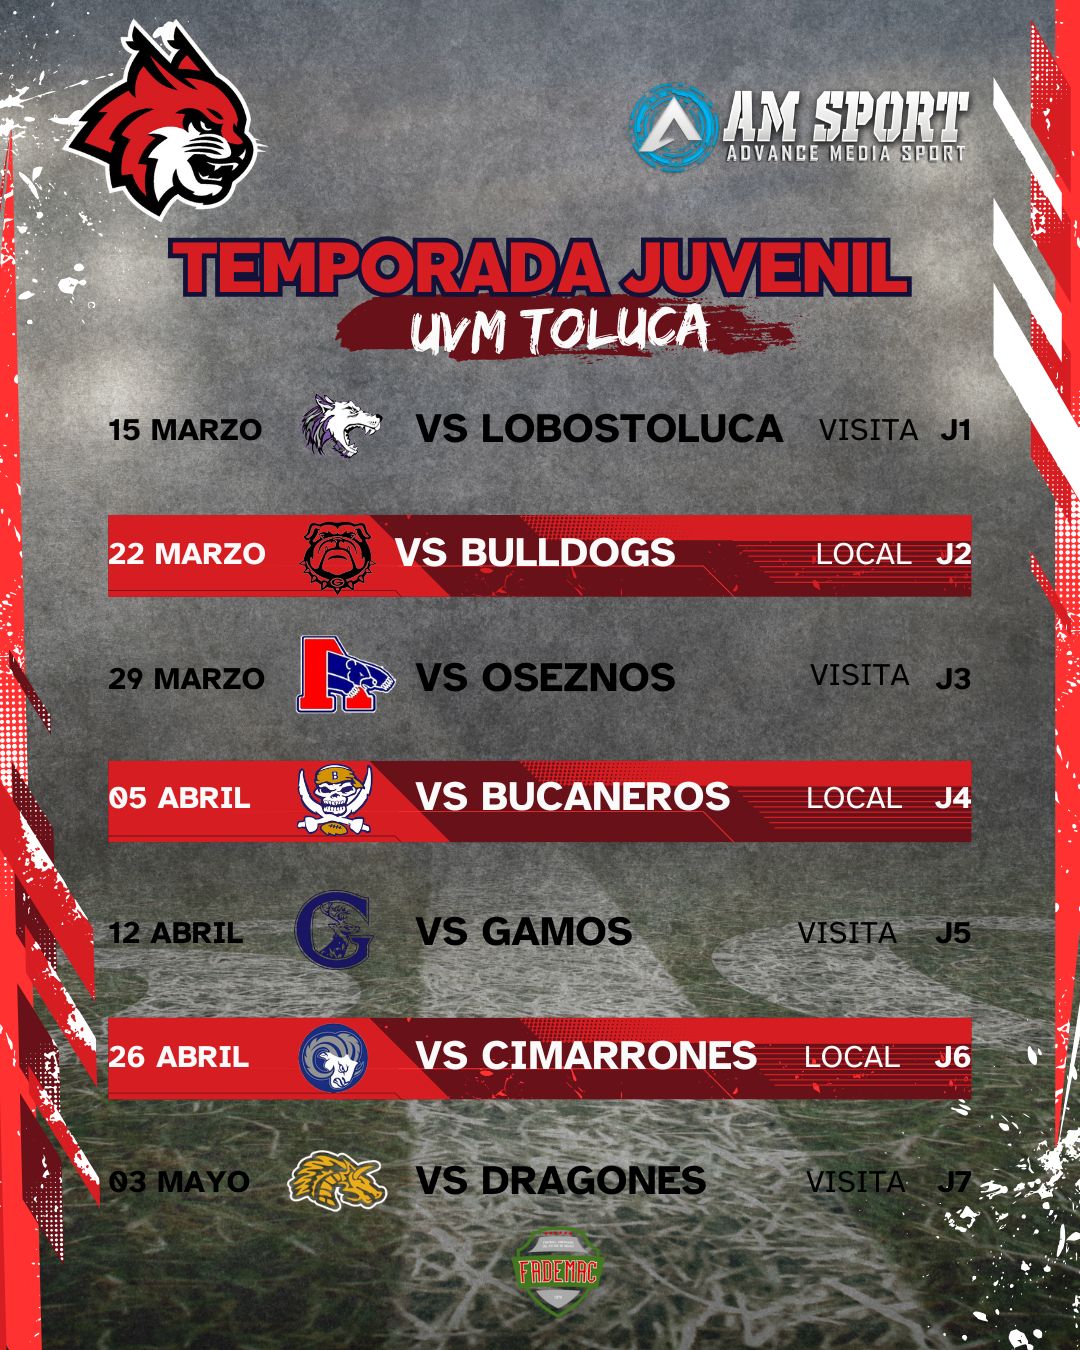 AM SPORT
ADVANCE MEDIA SPORT
TEMPORADA JUVENIL
UVM TOLUCA
15 MARZO VS LOBOSTOLUCA VISITA J1
22 MARZO VS BULLDOGS LOCAL J2
29 MARZO VS OSEZNOS VISITA J3
05 ABRIL VS BUCANEROS LOCAL J4
12 ABRIL VS GAMOS VISITA J5
26 ABRIL VS CIMARRONES LOCAL J6
03 MAYO VS DRAGONES VISITA J7
FADEMAC